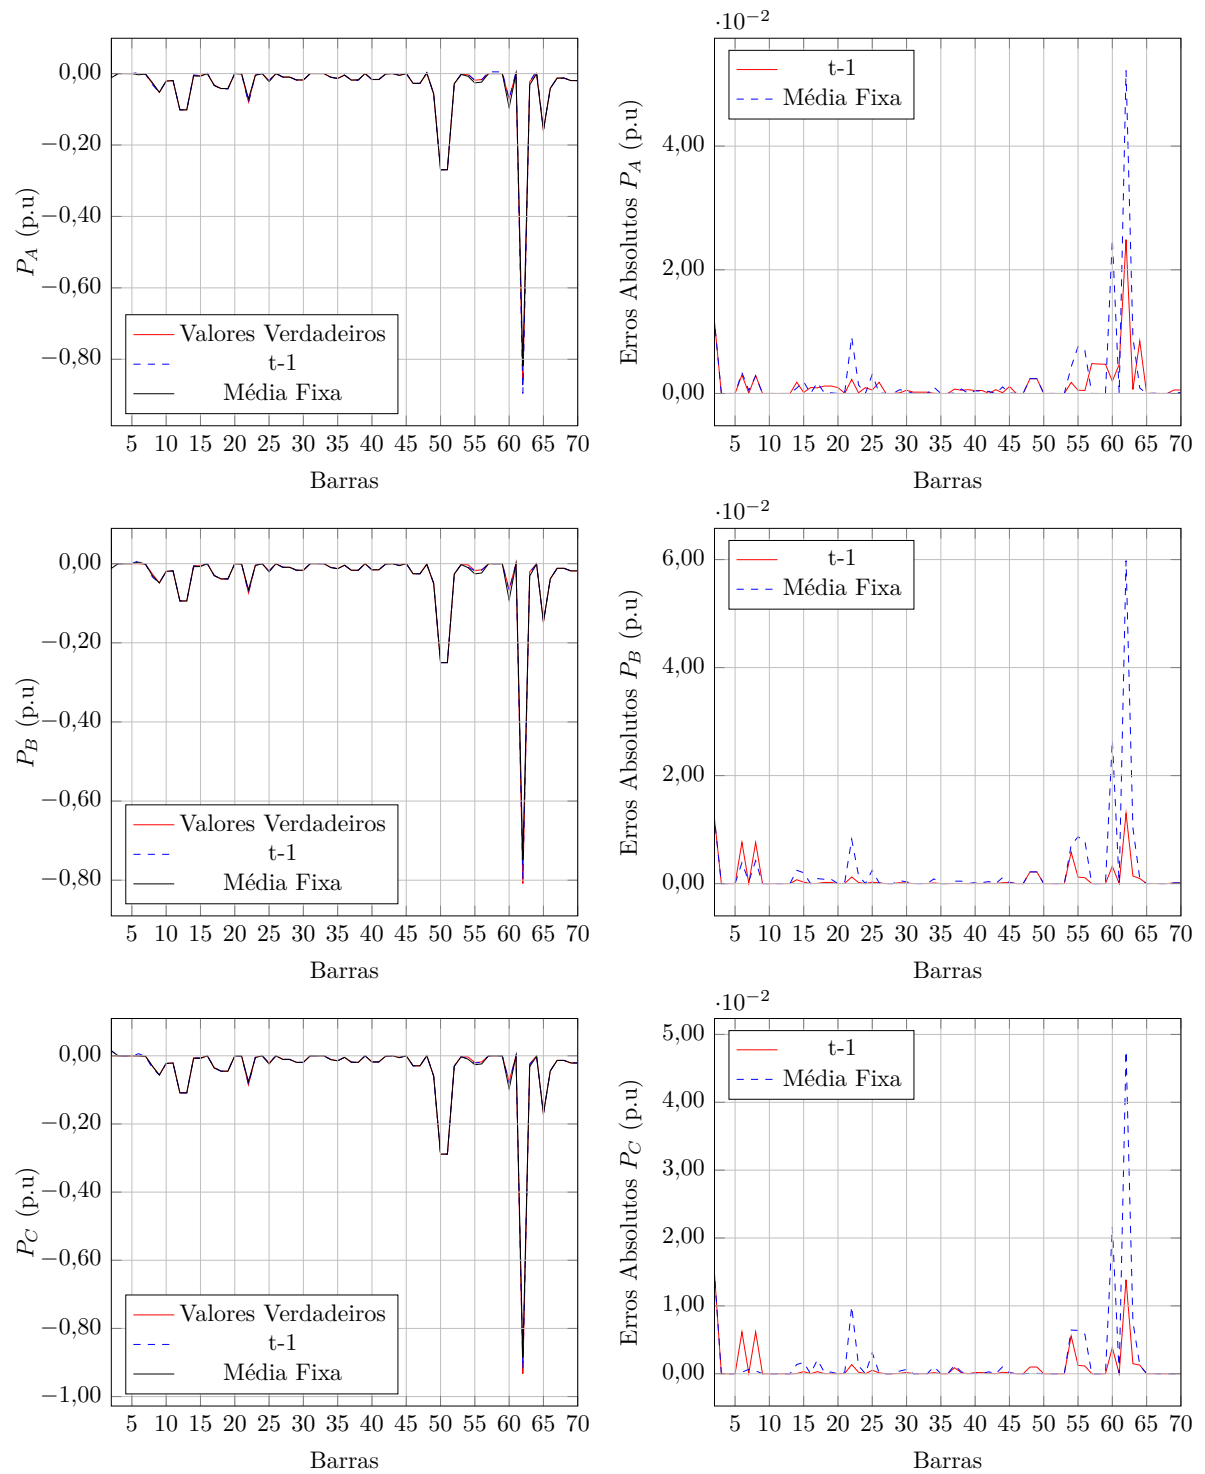 0,00
−0,20
−0,40
−0,60
−0,80
P_A (p.u)
Valores Verdadeiros
t-1
Média Fixa
5 10 15 20 25 30 35 40 45 50 55 60 65 70
Barras
·10−2
4,00
2,00
0,00
Erros Absolutos P_A (p.u)
t-1
Média Fixa
5 10 15 20 25 30 35 40 45 50 55 60 65 70
Barras
0,00
−0,20
−0,40
−0,60
−0,80
P_B (p.u)
Valores Verdadeiros
t-1
Média Fixa
5 10 15 20 25 30 35 40 45 50 55 60 65 70
Barras
·10−2
6,00
4,00
2,00
0,00
Erros Absolutos P_B (p.u)
t-1
Média Fixa
5 10 15 20 25 30 35 40 45 50 55 60 65 70
Barras
0,00
−0,20
−0,40
−0,60
−0,80
−1,00
P_C (p.u)
Valores Verdadeiros
t-1
Média Fixa
5 10 15 20 25 30 35 40 45 50 55 60 65 70
Barras
·10−2
5,00
4,00
3,00
2,00
1,00
0,00
Erros Absolutos P_C (p.u)
t-1
Média Fixa
5 10 15 20 25 30 35 40 45 50 55 60 65 70
Barras